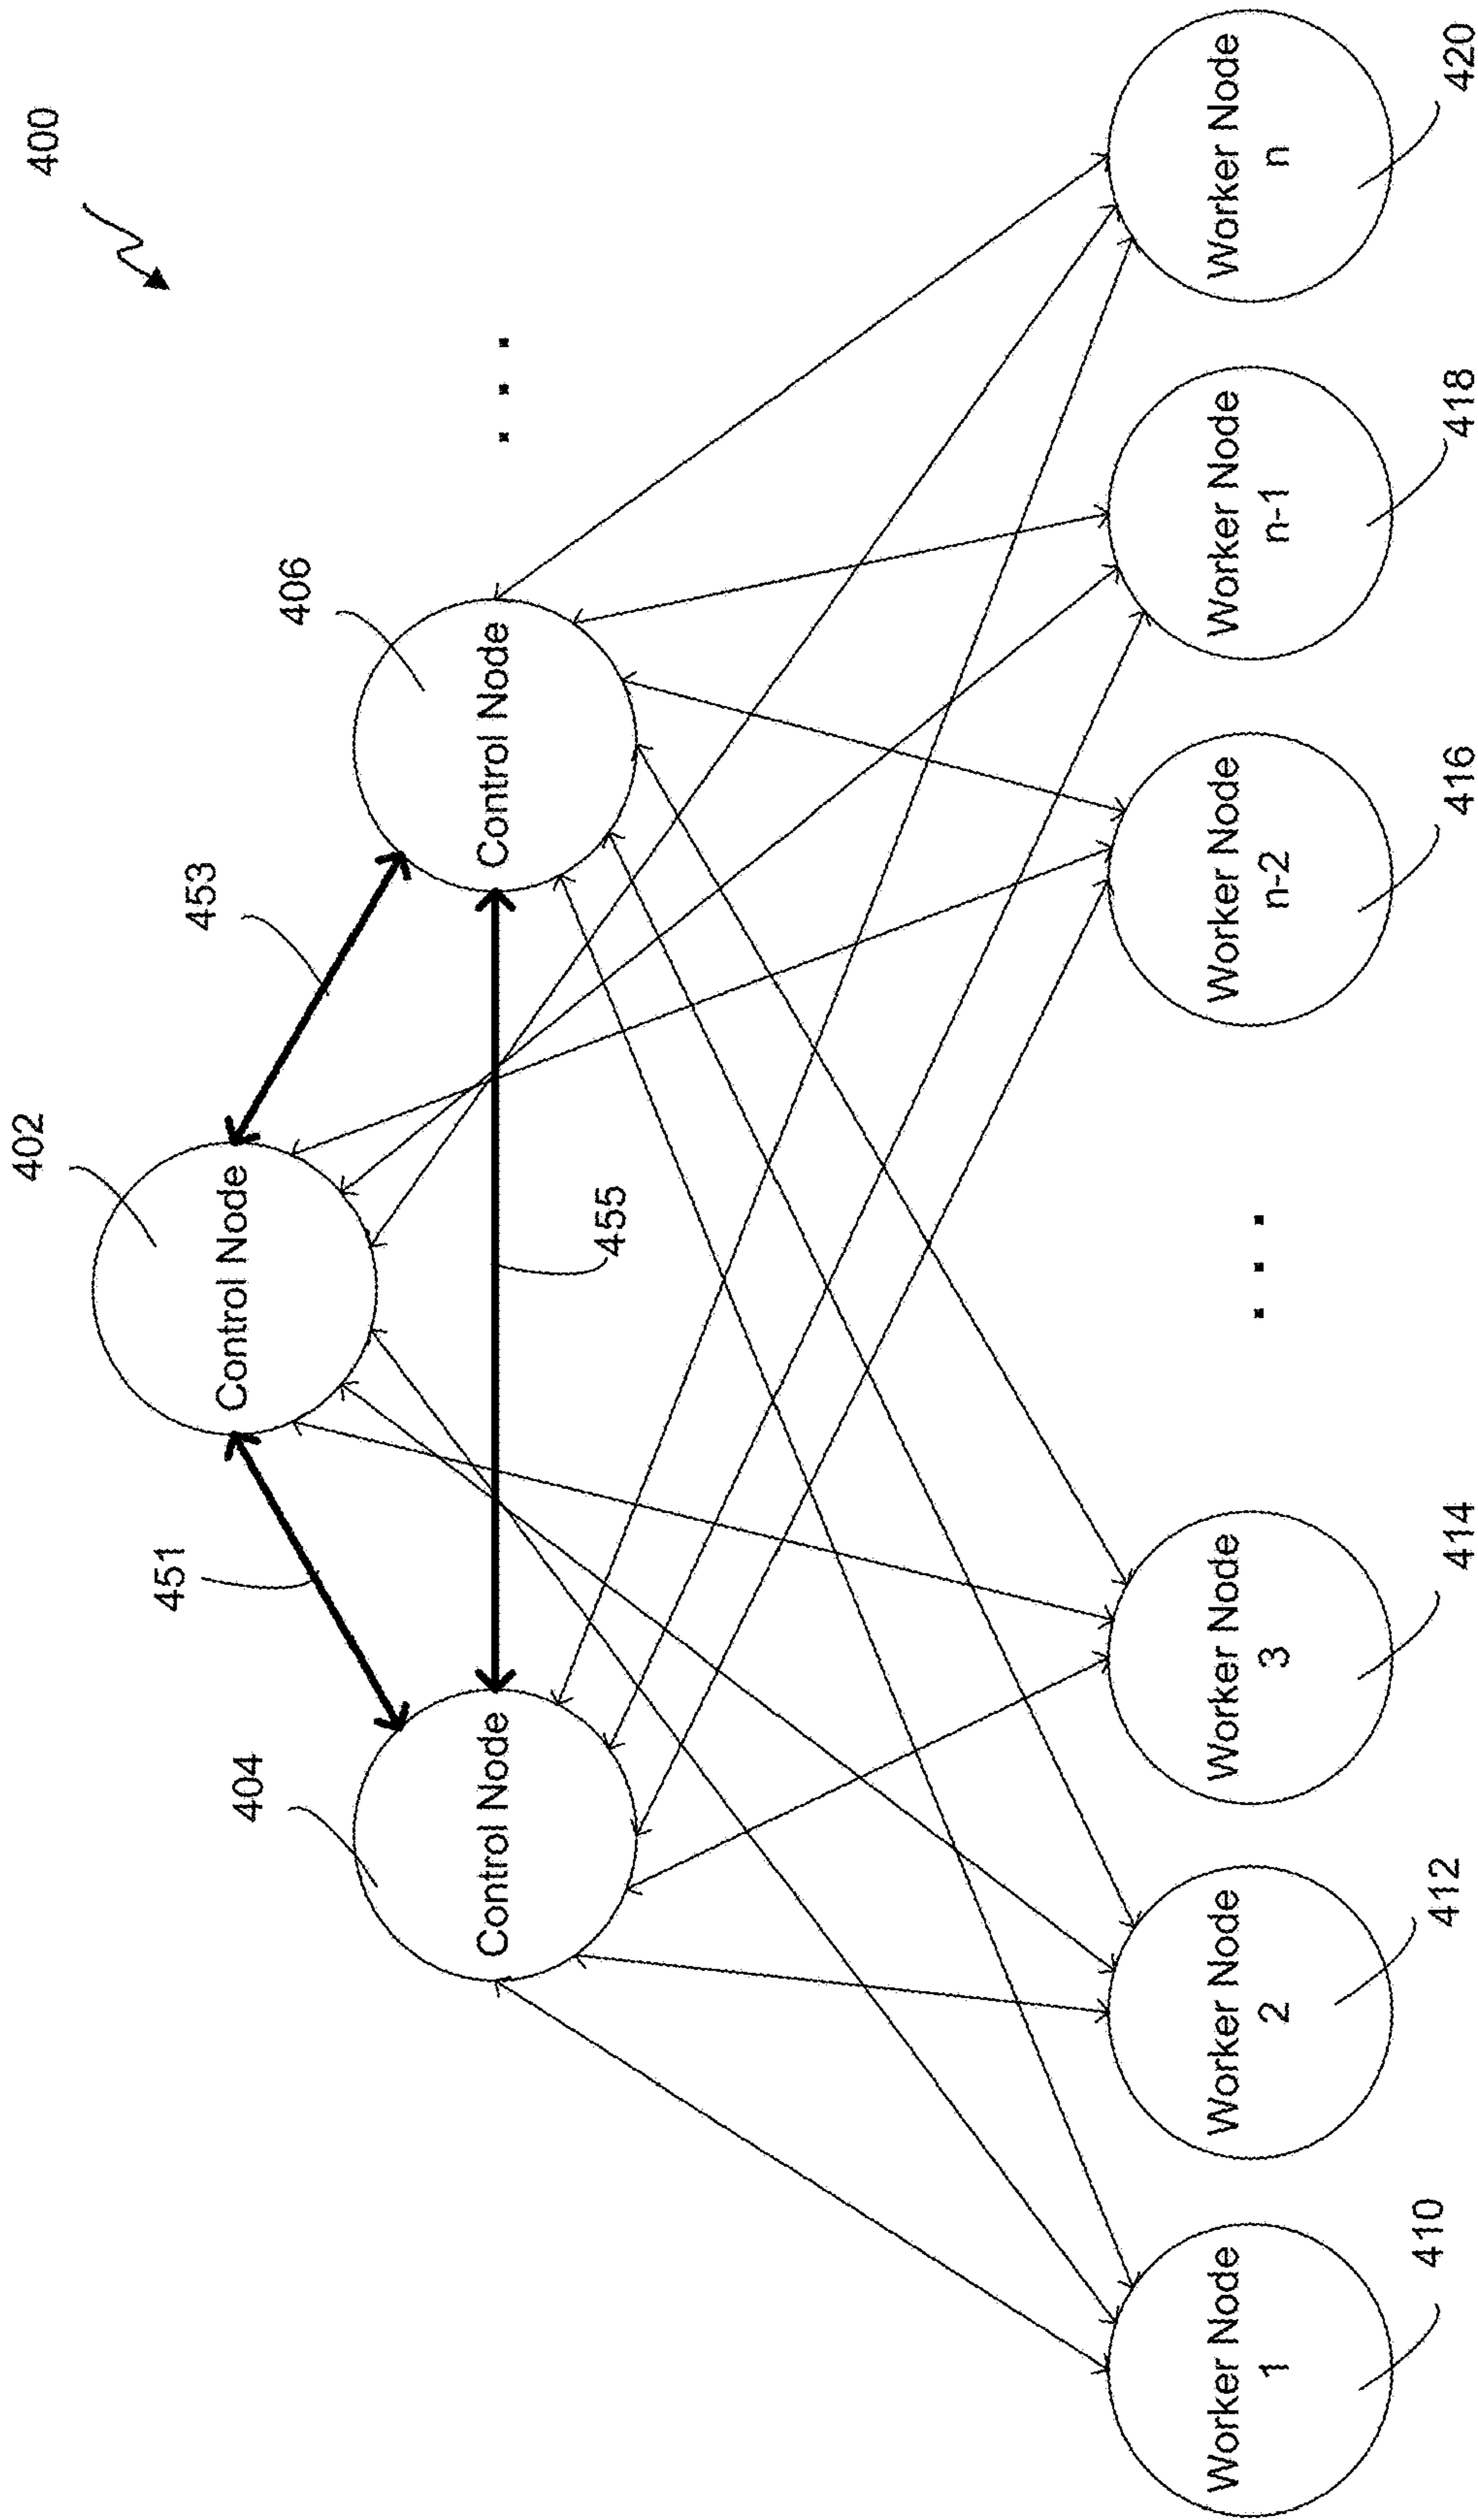 400
402
453
451
406
404
Control Node
Control Node
Control Node
455
Worker Node
1
Worker Node
2
Worker Node
3
Worker Node
n-2
Worker Node
n-1
Worker Node
n
410
412
414
416
418
420